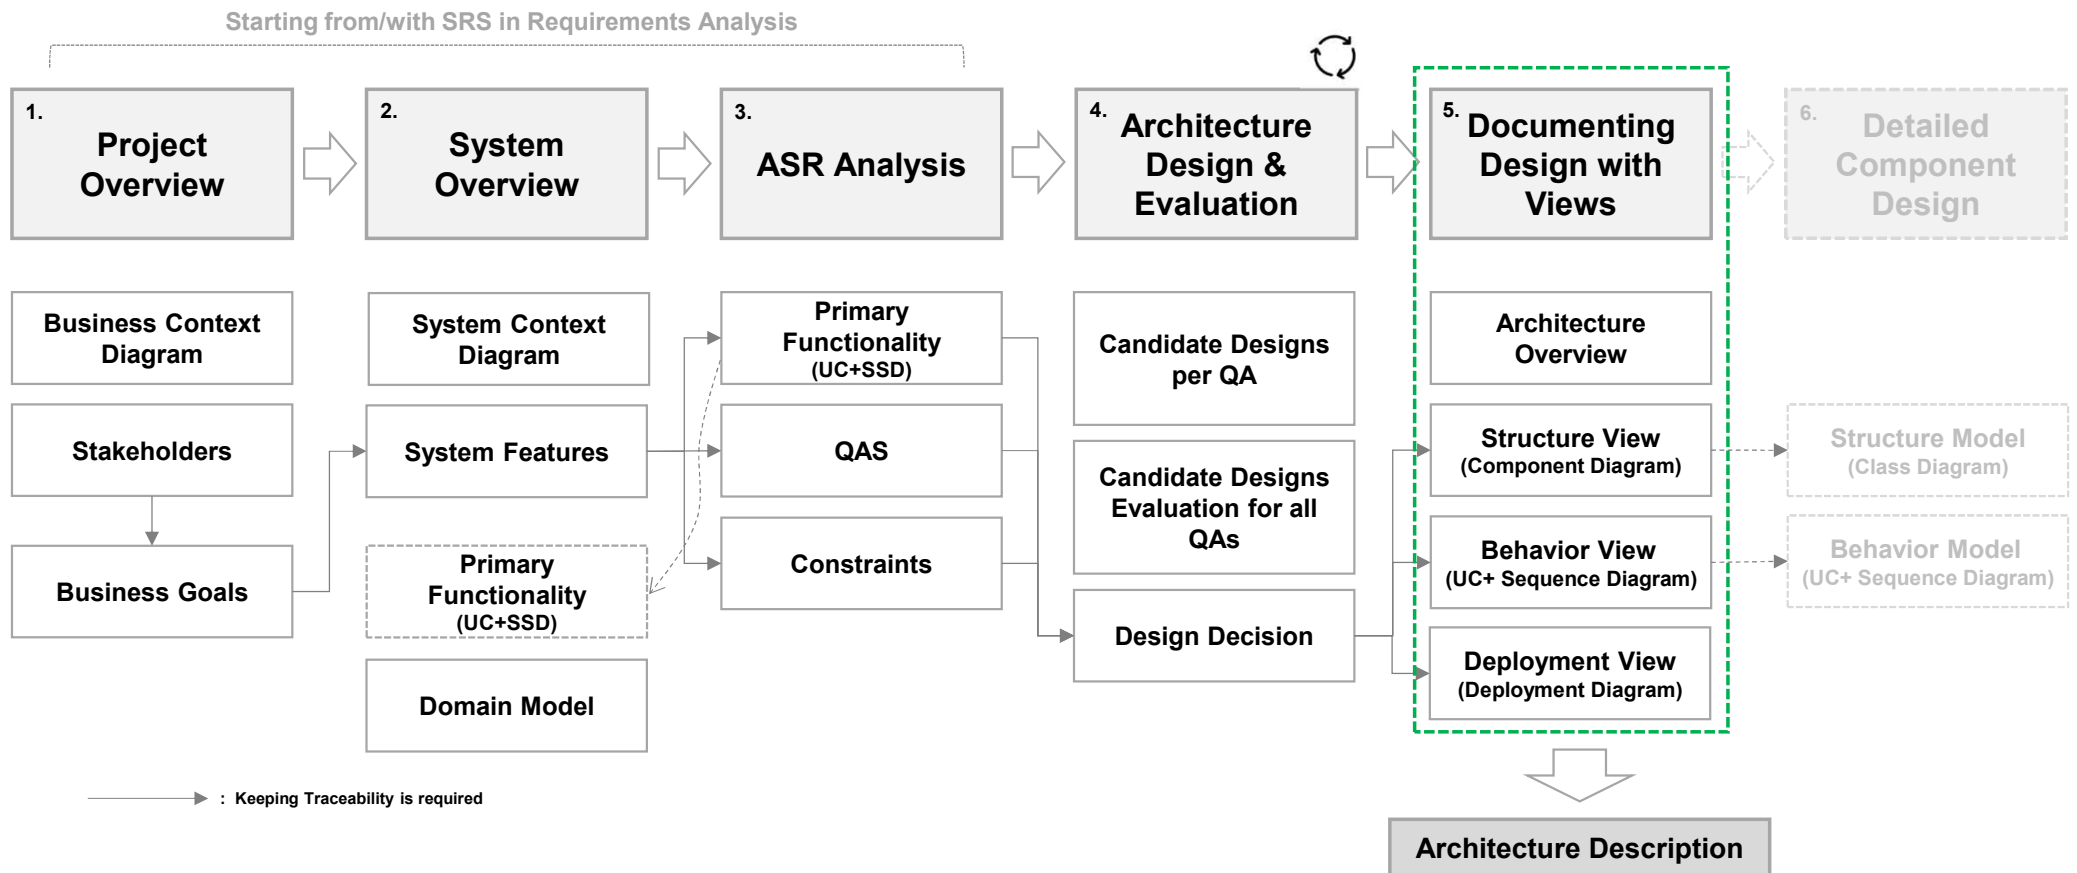 Starting from/with SRS in Requirements Analysis
1.
Project
Overview
2.
System
Overview
3.
ASR Analysis
4.
Architecture
Design &
Evaluation
5.
Documenting
Design with
Views
6.
Detailed
Component
Design
Business Context
Diagram
Stakeholders
Business Goals
System Context
Diagram
System Features
Primary
Functionality
(UC+SSD)
Domain Model
Primary
Functionality
(UC+SSD)
QAS
Constraints
Candidate Designs
per QA
Candidate Designs
Evaluation for all
QAs
Design Decision
Architecture
Overview
Structure View
(Component Diagram)
Behavior View
(UC+ Sequence Diagram)
Deployment View
(Deployment Diagram)
Structure Model
(Class Diagram)
Behavior Model
(UC+ Sequence Diagram)
: Keeping Traceability is required
Architecture Description